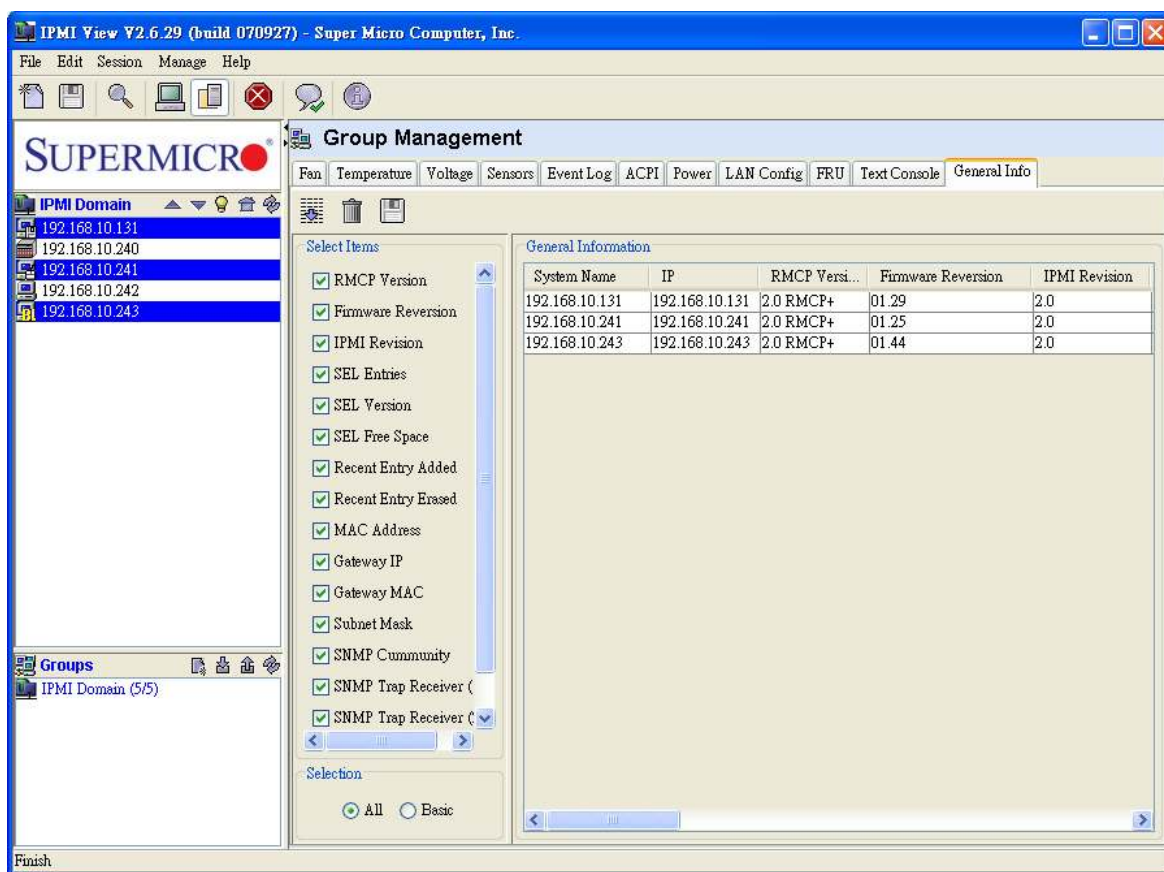 IPMI View V2.6.29 (build 070927) - Super Micro Computer, Inc.
File Edit Session Manage Help
SUPERMICRO
Group Management
Fan Temperature Voltage Sensors Event Log ACPI Power LAN Config FRU Text Console General Info
IPMI Domain
192.168.10.131
192.168.10.240
192.168.10.241
192.168.10.242
192.168.10.243
Select Items
RMCP Version
Firmware Reversion
IPMI Revision
SEL Entries
SEL Version
SEL Free Space
Recent Entry Added
Recent Entry Erased
MAC Address
Gateway IP
Gateway MAC
Subnet Mask
SNMP Cummunity
SNMP Trap Receiver (
SNMP Trap Receiver (
Selection
All Basic
General Information
System Name IP RMCP Versi... Firmware Reversion IPMI Revision
192.168.10.131 192.168.10.131 2.0 RMCP+ 01.29 2.0
192.168.10.241 192.168.10.241 2.0 RMCP+ 01.25 2.0
192.168.10.243 192.168.10.243 2.0 RMCP+ 01.44 2.0
Groups
IPMI Domain (5/5)
Finish